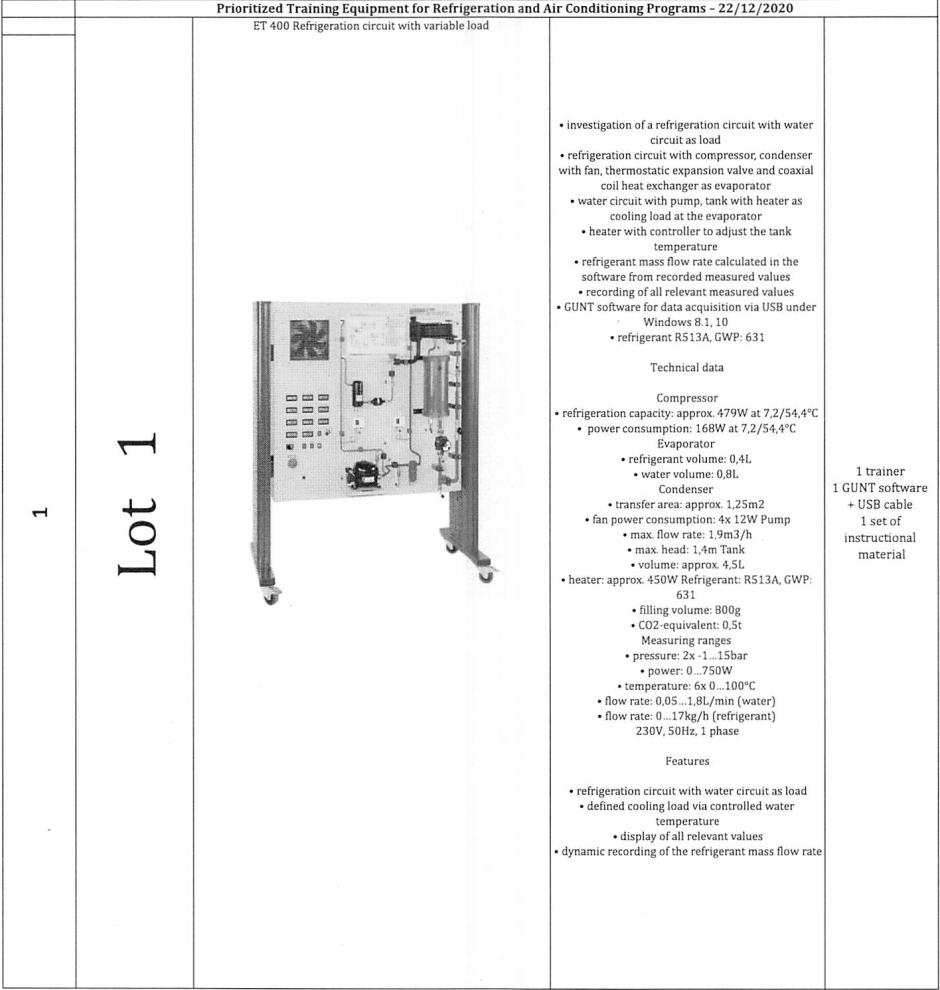 Prioritized Training Equipment for Refrigeration and Air Conditioning Programs – 22/12/2020
ET 400 Refrigeration circuit with variable load
1
Lot 1
• investigation of a refrigeration circuit with water
circuit as load
• refrigeration circuit with compressor, condenser
with fan, thermostatic expansion valve and coaxial
coil heat exchanger as evaporator
• water circuit with pump, tank with heater as
cooling load at the evaporator
• heater with controller to adjust the tank
temperature
• refrigerant mass flow rate calculated in the
software from recorded measured values
• recording of all relevant measured values
• GUNT software for data acquisition via USB under
Windows 8.1, 10
• refrigerant R513A, GWP: 631
Technical data
Compressor
• refrigeration capacity: approx. 479W at 7,2/54,4°C
• power consumption: 168W at 7,2/54,4°C
Evaporator
• refrigerant volume: 0,4L
• water volume: 0,8L
Condenser
• transfer area: approx. 1,25m2
• fan power consumption: 4x 12W Pump
• max. flow rate: 1,9m3/h
• max. head: 1,4m Tank
• volume: approx. 4,5L
• heater: approx. 450W Refrigerant: R513A, GWP:
631
• filling volume: 800g
• CO2-equivalent: 0,5t
Measuring ranges
• pressure: 2x -1...15bar
• power: 0...750W
• temperature: 6x 0...100°C
• flow rate: 0,05...1,8L/min (water)
• flow rate: 0...17kg/h (refrigerant)
230V, 50Hz, 1 phase
Features
• refrigeration circuit with water circuit as load
• defined cooling load via controlled water
temperature
• display of all relevant values
• dynamic recording of the refrigerant mass flow rate
1 trainer
1 GUNT software
+ USB cable
1 set of
instructional
material